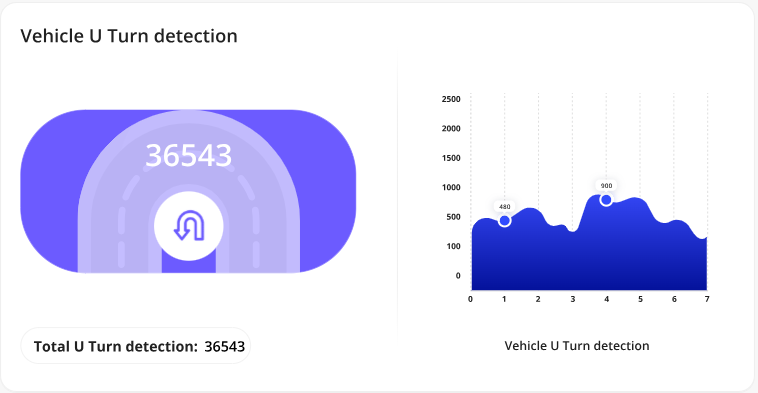 Vehicle U Turn detection
36543
Total U Turn detection: 36543
2500
2000
1500
1000
500
100
0
480
900
0 1 2 3 4 5 6 7
Vehicle U Turn detection